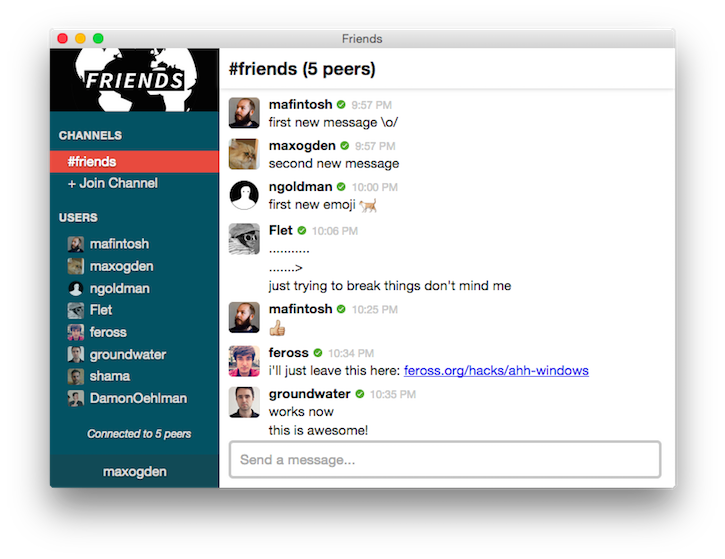 Friends
FRIENDS
CHANNELS
#friends
+ Join Channel
USERS
mafintosh
maxogden
ngoldman
Flet
feross
groundwater
shama
DamonOehlman
Connected to 5 peers
maxogden
#friends (5 peers)
mafintosh 9:57 PM
first new message \o/
maxogden 9:57 PM
second new message
ngoldman 10:00 PM
first new emoji 🐈
Flet 10:06 PM
...........
.......>
just trying to break things don't mind me
mafintosh 10:25 PM
👍
feross 10:34 PM
i'll just leave this here: feross.org/hacks/ahh-windows
groundwater 10:35 PM
works now
this is awesome!
Send a message...